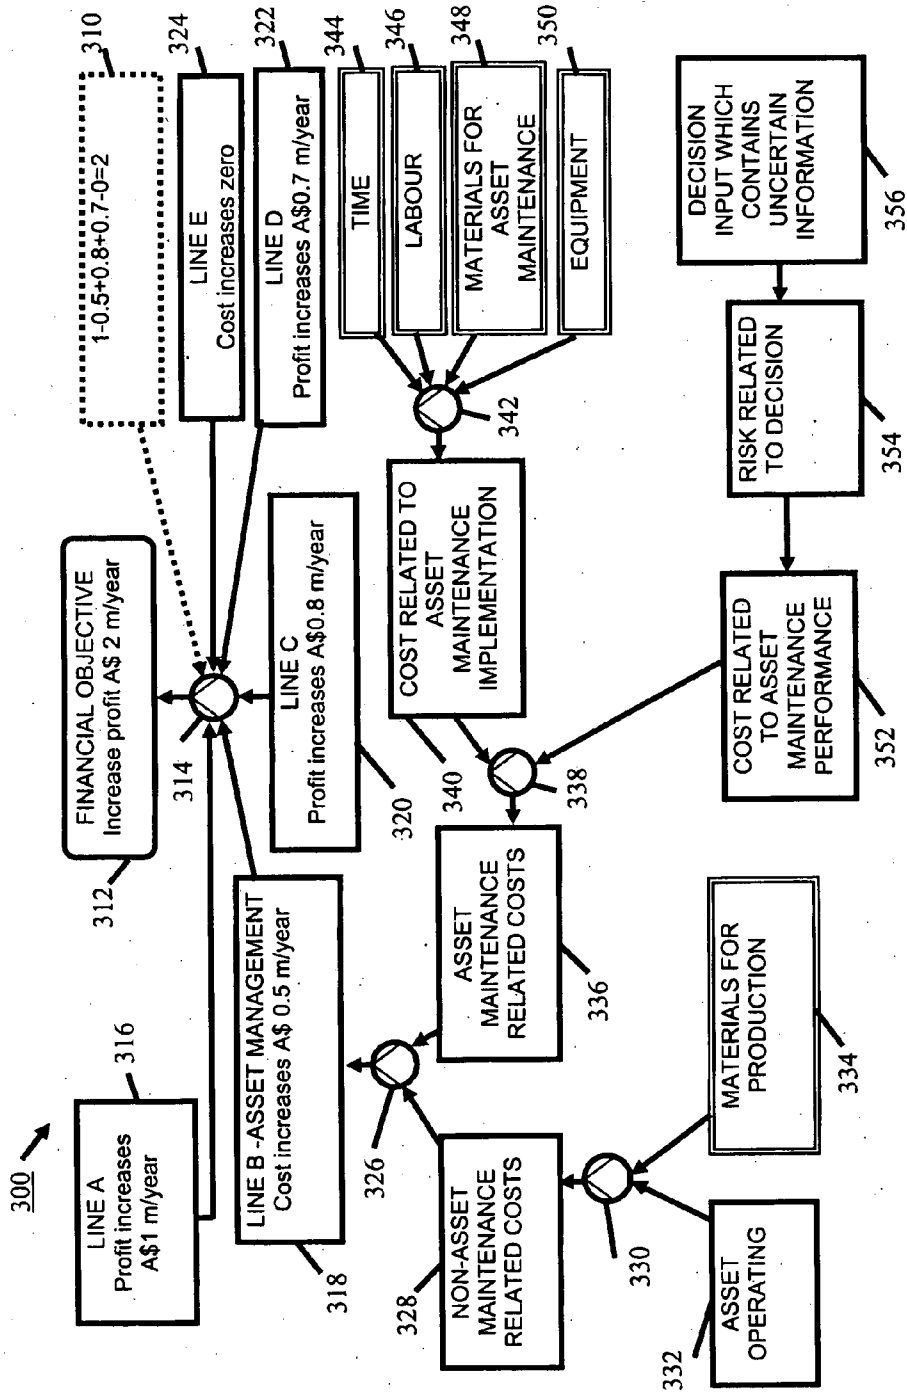 300
LINE A
Profit increases
A$1 m/year
316
FINANCIAL OBJECTIVE
Increase profit A$ 2 m/year
312
314
1-0.5+0.8+0.7-0=2
310
LINE E
Cost increases zero
324
LINE D
Profit increases A$0.7 m/year
322
LINE B -ASSET MANAGEMENT
Cost increases A$ 0.5 m/year
318
LINE C
Profit increases A$0.8 m/year
320
TIME
344
LABOUR
346
MATERIALS FOR
ASSET
MAINTENANCE
348
EQUIPMENT
350
342
326
COST RELATED TO
ASSET
MAINTENANCE
IMPLEMENTATION
340
338
NON-ASSET
MAINTENANCE
RELATED COSTS
328
ASSET
MAINTENANCE
RELATED COSTS
336
330
ASSET
OPERATING
332
MATERIALS FOR
PRODUCTION
334
COST RELATED
TO ASSET
MAINTENANCE
PERFORMANCE
352
RISK RELATED
TO DECISION
354
DECISION
INPUT WHICH
CONTAINS
UNCERTAIN
INFORMATION
356